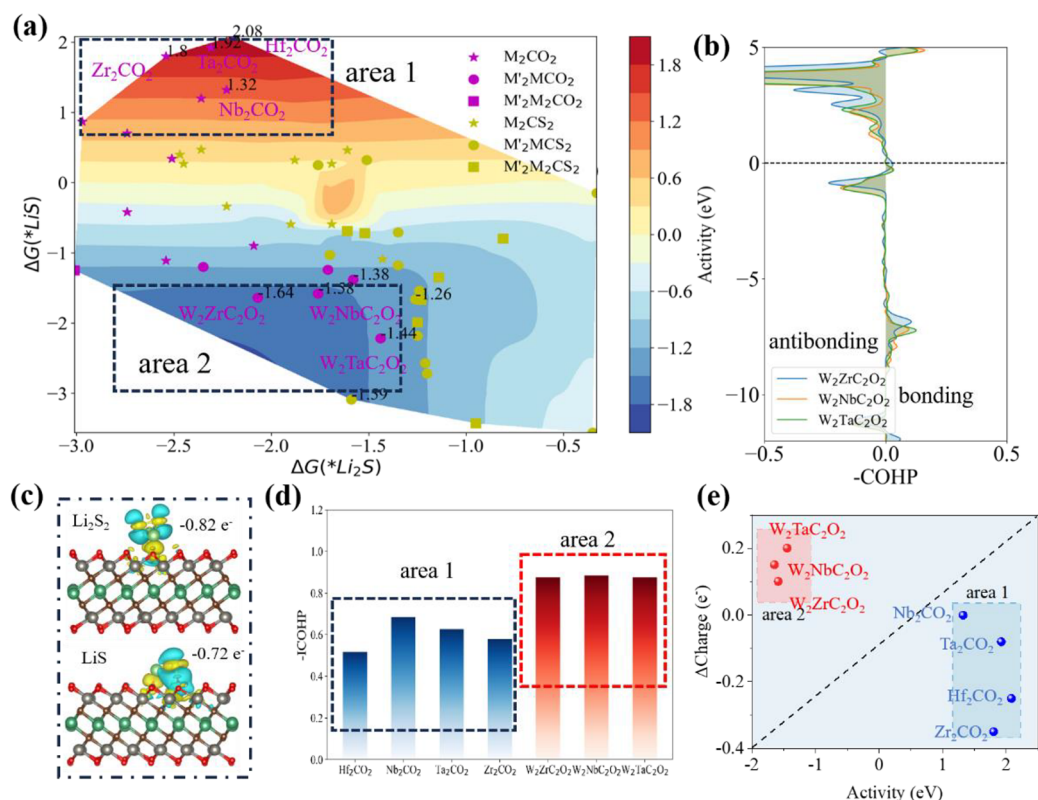 (a)
2
1
0
−1
−2
−3
ΔG(*LiS)
−3.0
−2.5
−2.0
−1.5
−1.0
−0.5
ΔG(*Li₂S)
2.08
1.92
1.8
1.32
Hf₂CO₂
Ta₂CO₂
Zr₂CO₂
Nb₂CO₂
area 1
M₂CO₂
M'₂MCO₂
M'₂M₂CO₂
M₂CS₂
M'₂MCS₂
M'₂M₂CS₂
-1.38
-1.58
-1.64
-1.26
-1.44
-1.59
W₂ZrC₂O₂
W₂NbC₂O₂
W₂TaC₂O₂
area 2
1.8
1.2
0.6
0.0
−0.6
−1.2
−1.8
Activity (eV)
(b)
5
0
−5
−10
antibonding
bonding
W₂ZrC₂O₂
W₂NbC₂O₂
W₂TaC₂O₂
−0.5
0.0
0.5
-COHP
(c)
Li₂S₂
-0.82 e⁻
LiS
-0.72 e⁻
(d)
1.2
1.0
0.8
0.6
0.4
0.2
0.0
-ICOHP
area 1
area 2
Hf₂CO₂
Nb₂CO₂
Ta₂CO₂
Zr₂CO₂
W₂ZrC₂O₂
W₂NbC₂O₂
W₂TaC₂O₂
(e)
0.2
0.0
-0.2
-0.4
ΔCharge (e⁻)
W₂TaC₂O₂
W₂NbC₂O₂
W₂ZrC₂O₂
area 2
area 1
Nb₂CO₂
Ta₂CO₂
Hf₂CO₂
Zr₂CO₂
-2
-1
0
1
2
Activity (eV)